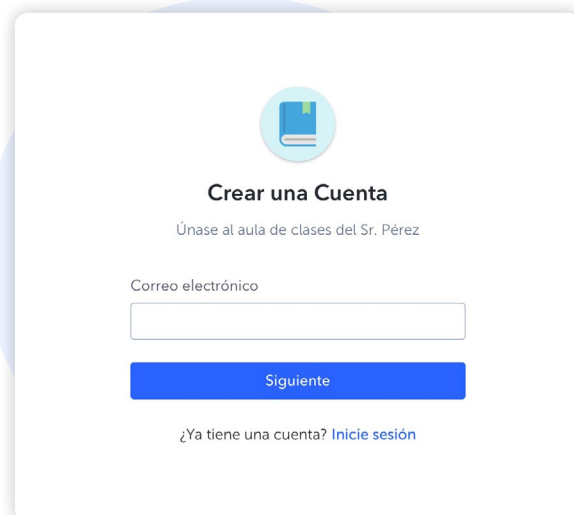 Crear una Cuenta
Únase al aula de clases del Sr. Pérez
Correo electrónico
Siguiente
¿Ya tiene una cuenta? Inicie sesión